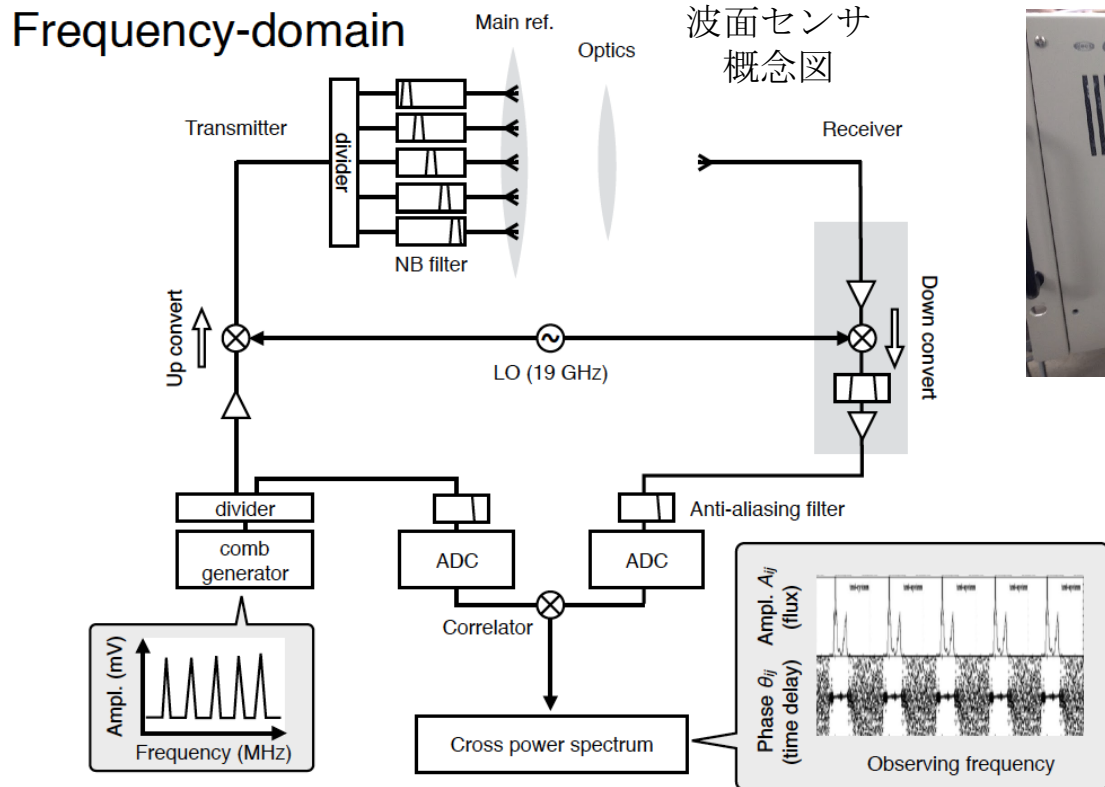 Frequency-domain
Main ref.
波面センサ
概念図
Optics
Transmitter
divider
Receiver
NB filter
Up convert
LO (19 GHz)
Down convert
divider
comb
generator
ADC
ADC
Anti-aliasing filter
Correlator
Ampl. (mV)
Frequency (MHz)
Cross power spectrum
Ampl. Aij
(flux)
Phase θij
(time delay)
Observing frequency